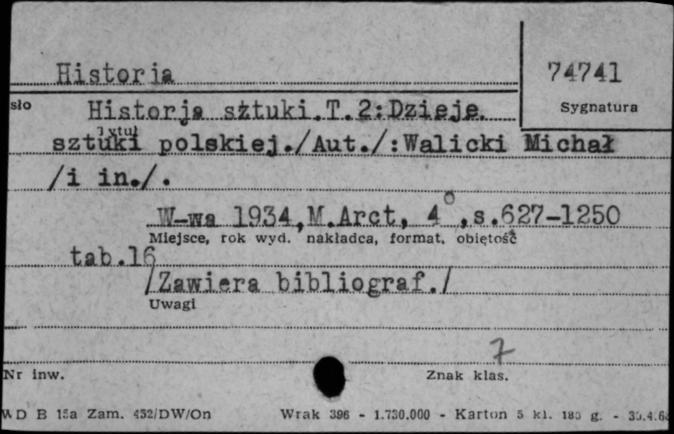 Historia
74741
sło
Sygnatura
Historja sztuki.T.2:Dzieje
tytuł
sztuki polskiej./Aut./:Walicki Michał
/i in./.
W-wa 1934,M.Arct, 4°,s.627-1250
Miejsce, rok wyd. nakładca, format, objętość
tab.16
/Zawiera bibliograf./
Uwagi
7
Nr inw.
Znak klas.
WD B 15a Zam. 452/DW/On Wrak 396 - 1.730.000 - Karton 5 kl. 180 g. -